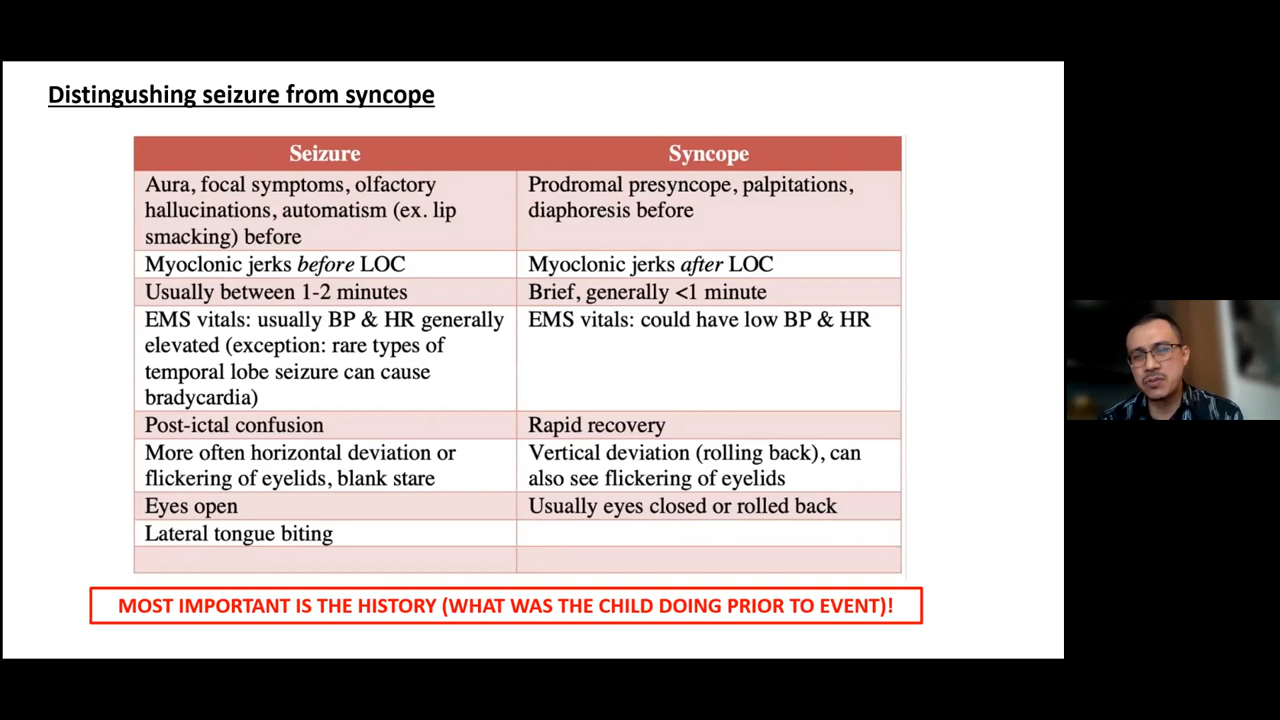 Distingushing seizure from syncope
Seizure
Syncope
Aura, focal symptoms, olfactory
hallucinations, automatism (ex. lip
smacking) before
Prodromal presyncope, palpitations,
diaphoresis before
Myoclonic jerks before LOC
Myoclonic jerks after LOC
Usually between 1-2 minutes
Brief, generally <1 minute
EMS vitals: usually BP & HR generally
elevated (exception: rare types of
temporal lobe seizure can cause
bradycardia)
EMS vitals: could have low BP & HR
Post-ictal confusion
Rapid recovery
More often horizontal deviation or
flickering of eyelids, blank stare
Vertical deviation (rolling back), can
also see flickering of eyelids
Eyes open
Usually eyes closed or rolled back
Lateral tongue biting
MOST IMPORTANT IS THE HISTORY (WHAT WAS THE CHILD DOING PRIOR TO EVENT)!